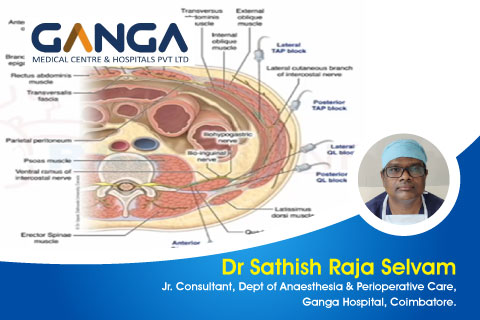 GANGA
MEDICAL CENTRE & HOSPITALS PVT LTD
Transversus
abdominis
muscle
External
oblique
muscle
Internal
oblique
muscle
Lateral
TAP block
Lateral cutaneous branch
of intercostal nerve
Posterior
TAP block
Rectus abdominis
muscle
Transversalis
fascia
Iliohypogastric
nerve
Ilio-inguinal
nerve
Lateral
QL block
Parietal peritoneum
Posterior
QL block
Psoas muscle
Ventral ramus of
intercostal nerve
Latissimus
dorsi muscle
Erector Spinae
muscle
Anterior
Dr Sathish Raja Selvam
Jr. Consultant, Dept of Anaesthesia & Perioperative Care,
Ganga Hospital, Coimbatore.